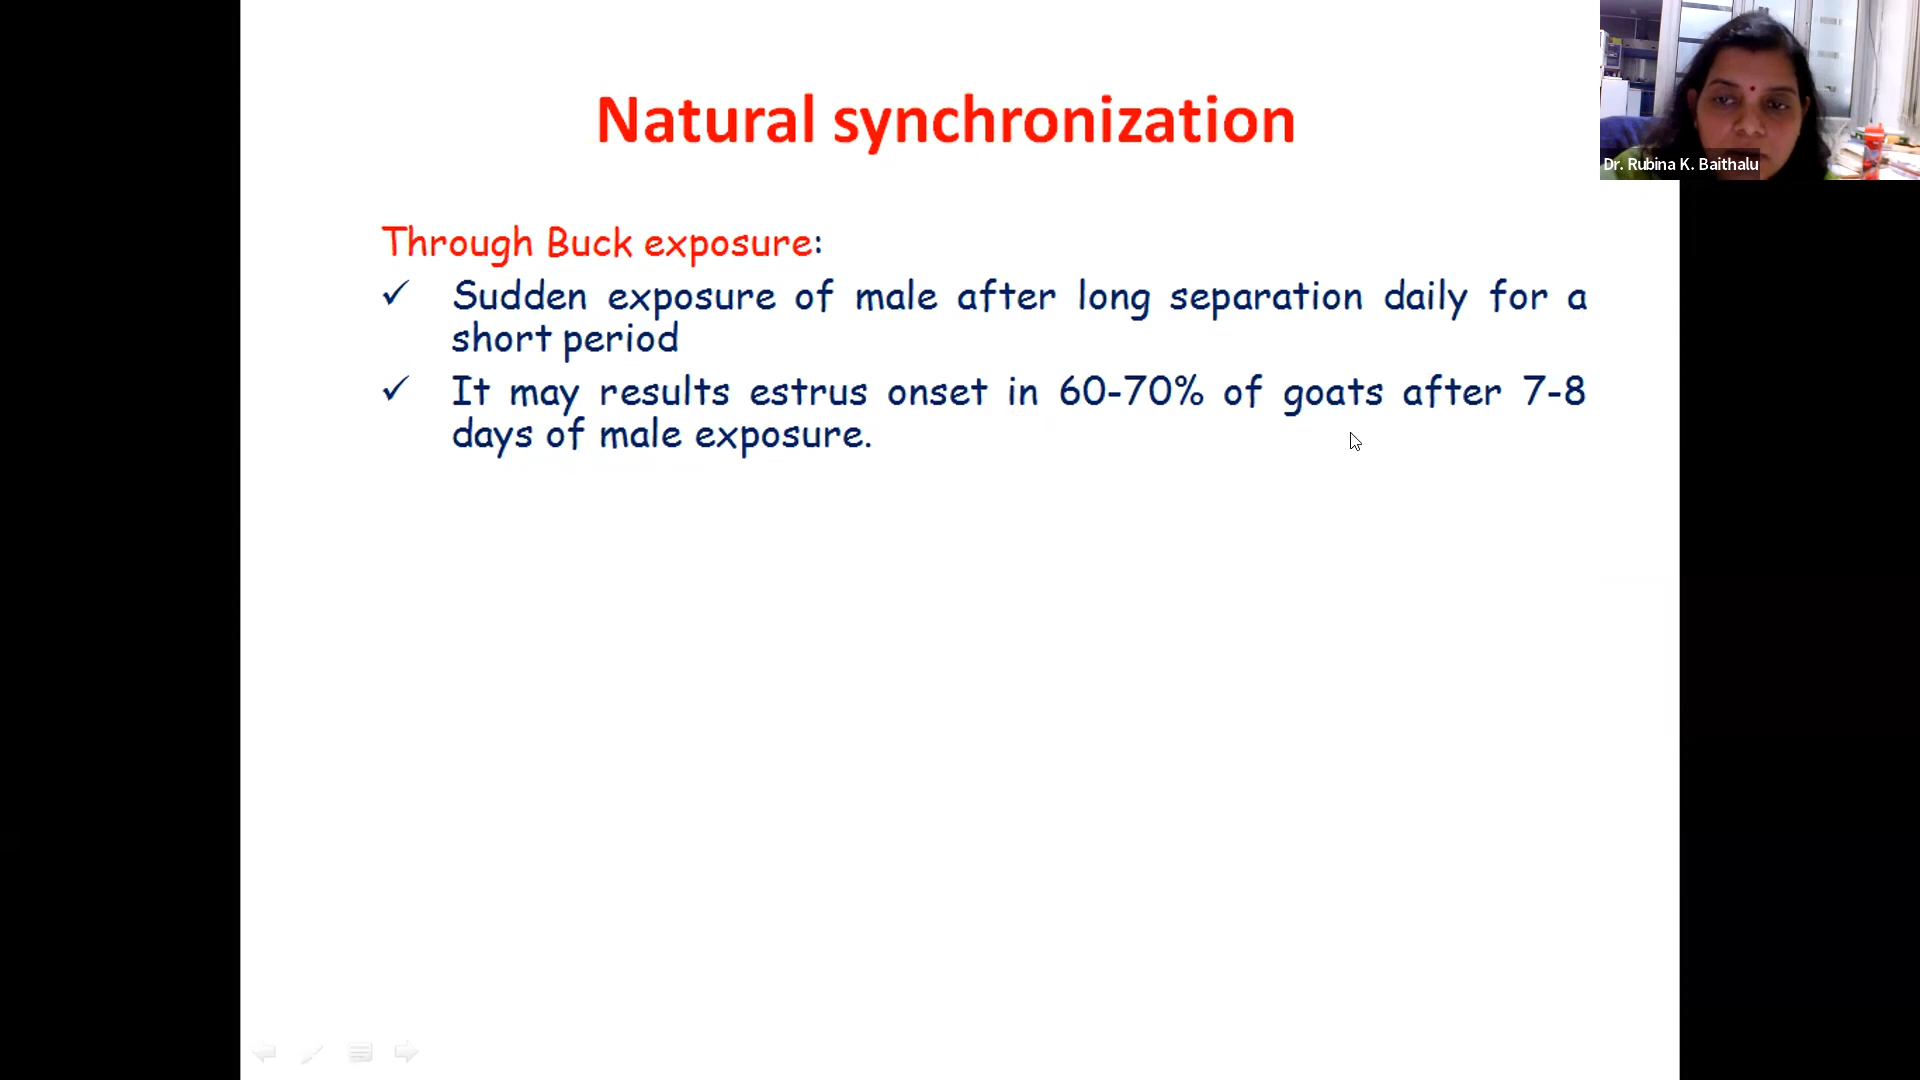 Natural synchronization
Dr. Rubina K. Baithalu
Through Buck exposure:
✓ Sudden exposure of male after long separation daily for a
short period
✓ It may results estrus onset in 60-70% of goats after 7-8
days of male exposure.